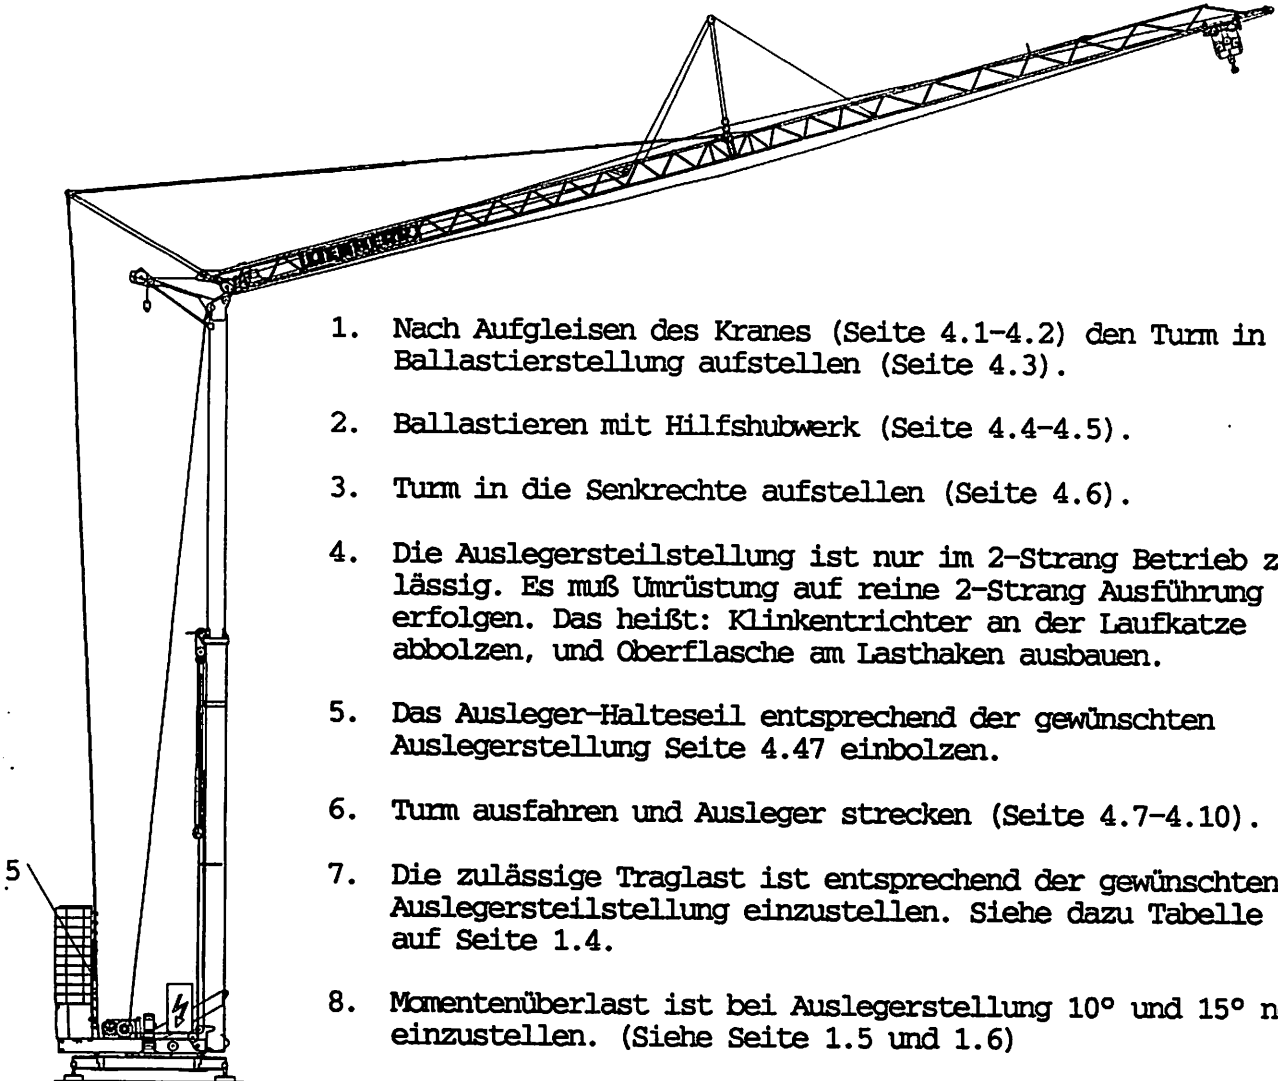 LIEBHERR
1. Nach Aufgleisen des Kranes (Seite 4.1-4.2) den Turm in
Ballastierstellung aufstellen (Seite 4.3).
2. Ballastieren mit Hilfshubwerk (Seite 4.4-4.5).
3. Turm in die Senkrechte aufstellen (Seite 4.6).
4. Die Auslegersteilstellung ist nur im 2-Strang Betrieb z
lässig. Es muß Umrüstung auf reine 2-Strang Ausführung
erfolgen. Das heißt: Klinkentrichter an der Laufkatze
abbolzen, und Oberflasche am Lasthaken ausbauen.
5. Das Ausleger-Halteseil entsprechend der gewünschten
Auslegerstellung Seite 4.47 einbolzen.
6. Turm ausfahren und Ausleger strecken (Seite 4.7-4.10).
5
7. Die zulässige Traglast ist entsprechend der gewünschten
Auslegersteilstellung einzustellen. Siehe dazu Tabelle
auf Seite 1.4.
8. Momentenüberlast ist bei Auslegerstellung 10° und 15° n
einzustellen. (Siehe Seite 1.5 und 1.6)